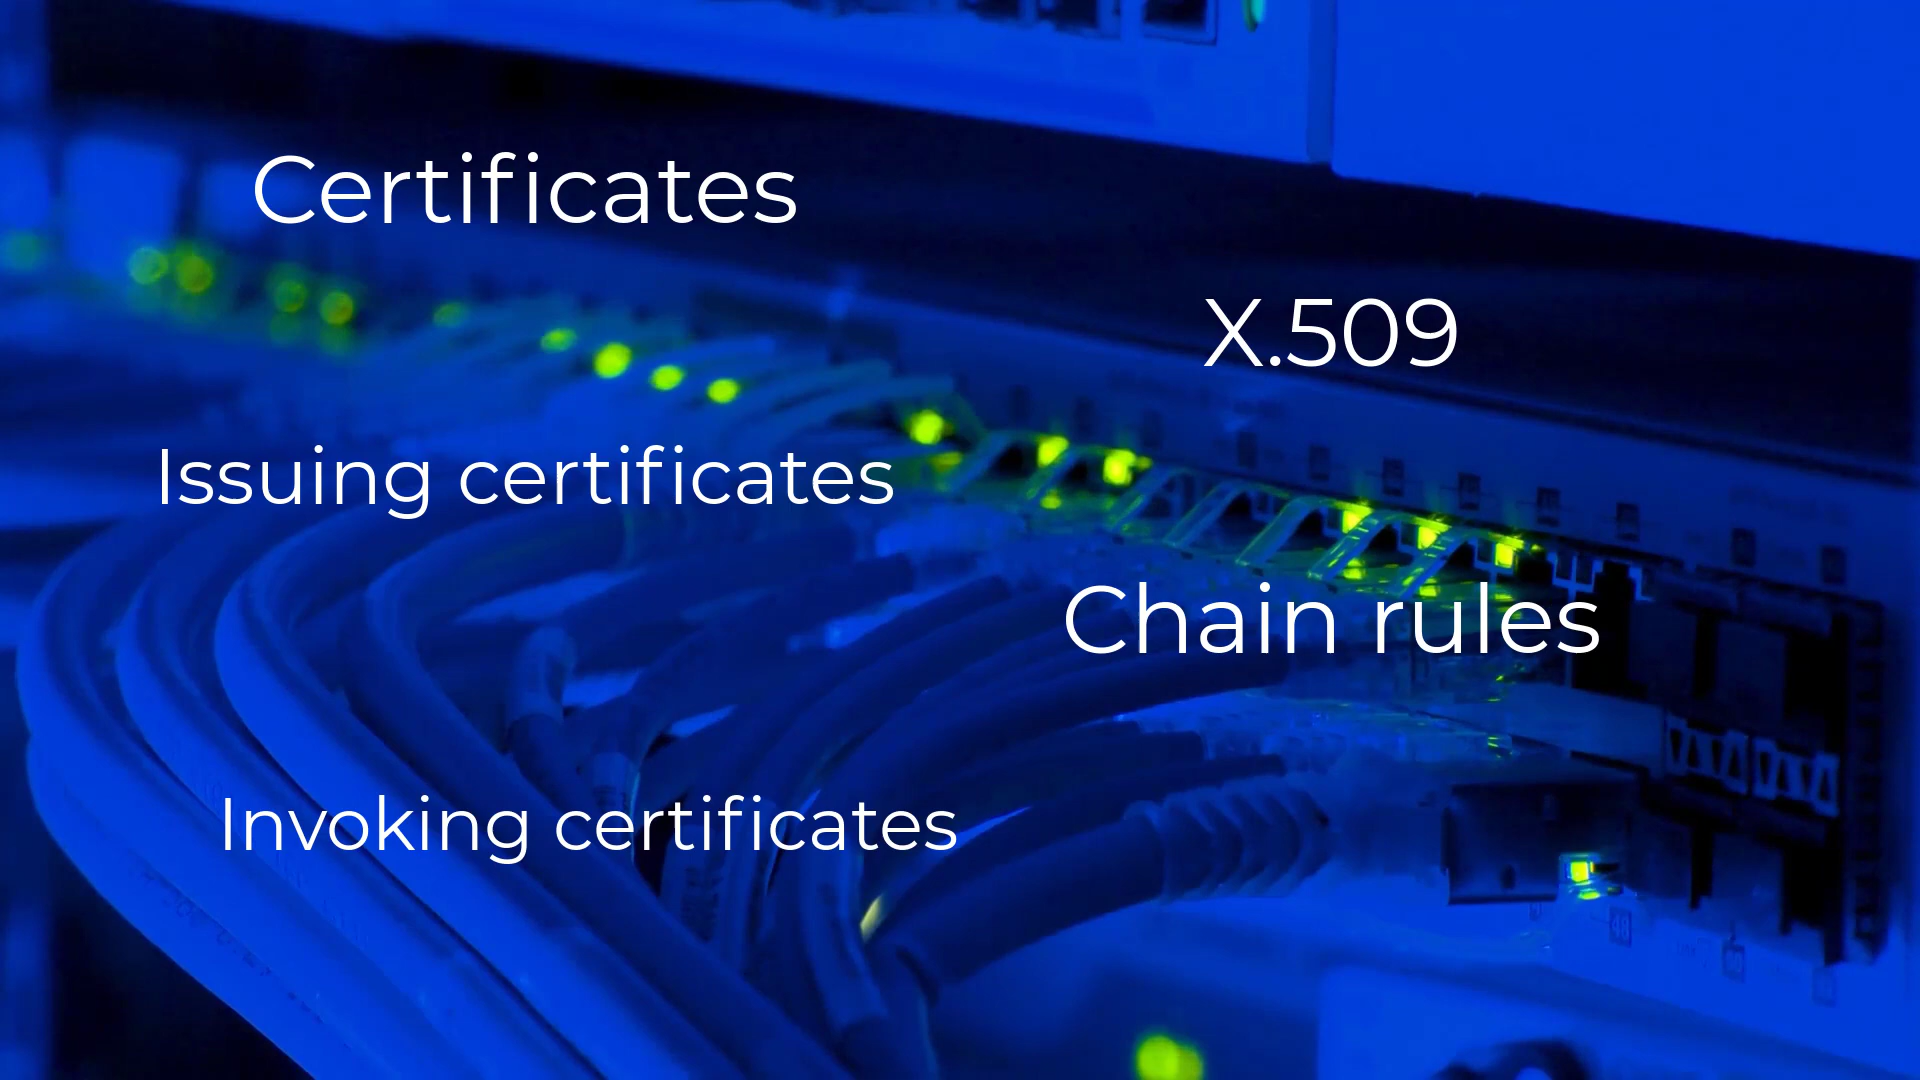 Certificates
X.509
Issuing certificates
Chain rules
Invoking certificates